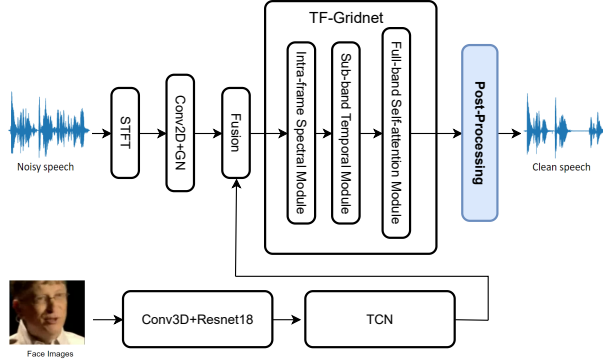 TF-Gridnet
Noisy speech
STFT
Conv2D+GN
Fusion
Intra-frame Spectral Module
Sub-band Temporal Module
Full-band Self-attention Module
Post-Processing
Clean speech
Face Images
Conv3D+Resnet18
TCN